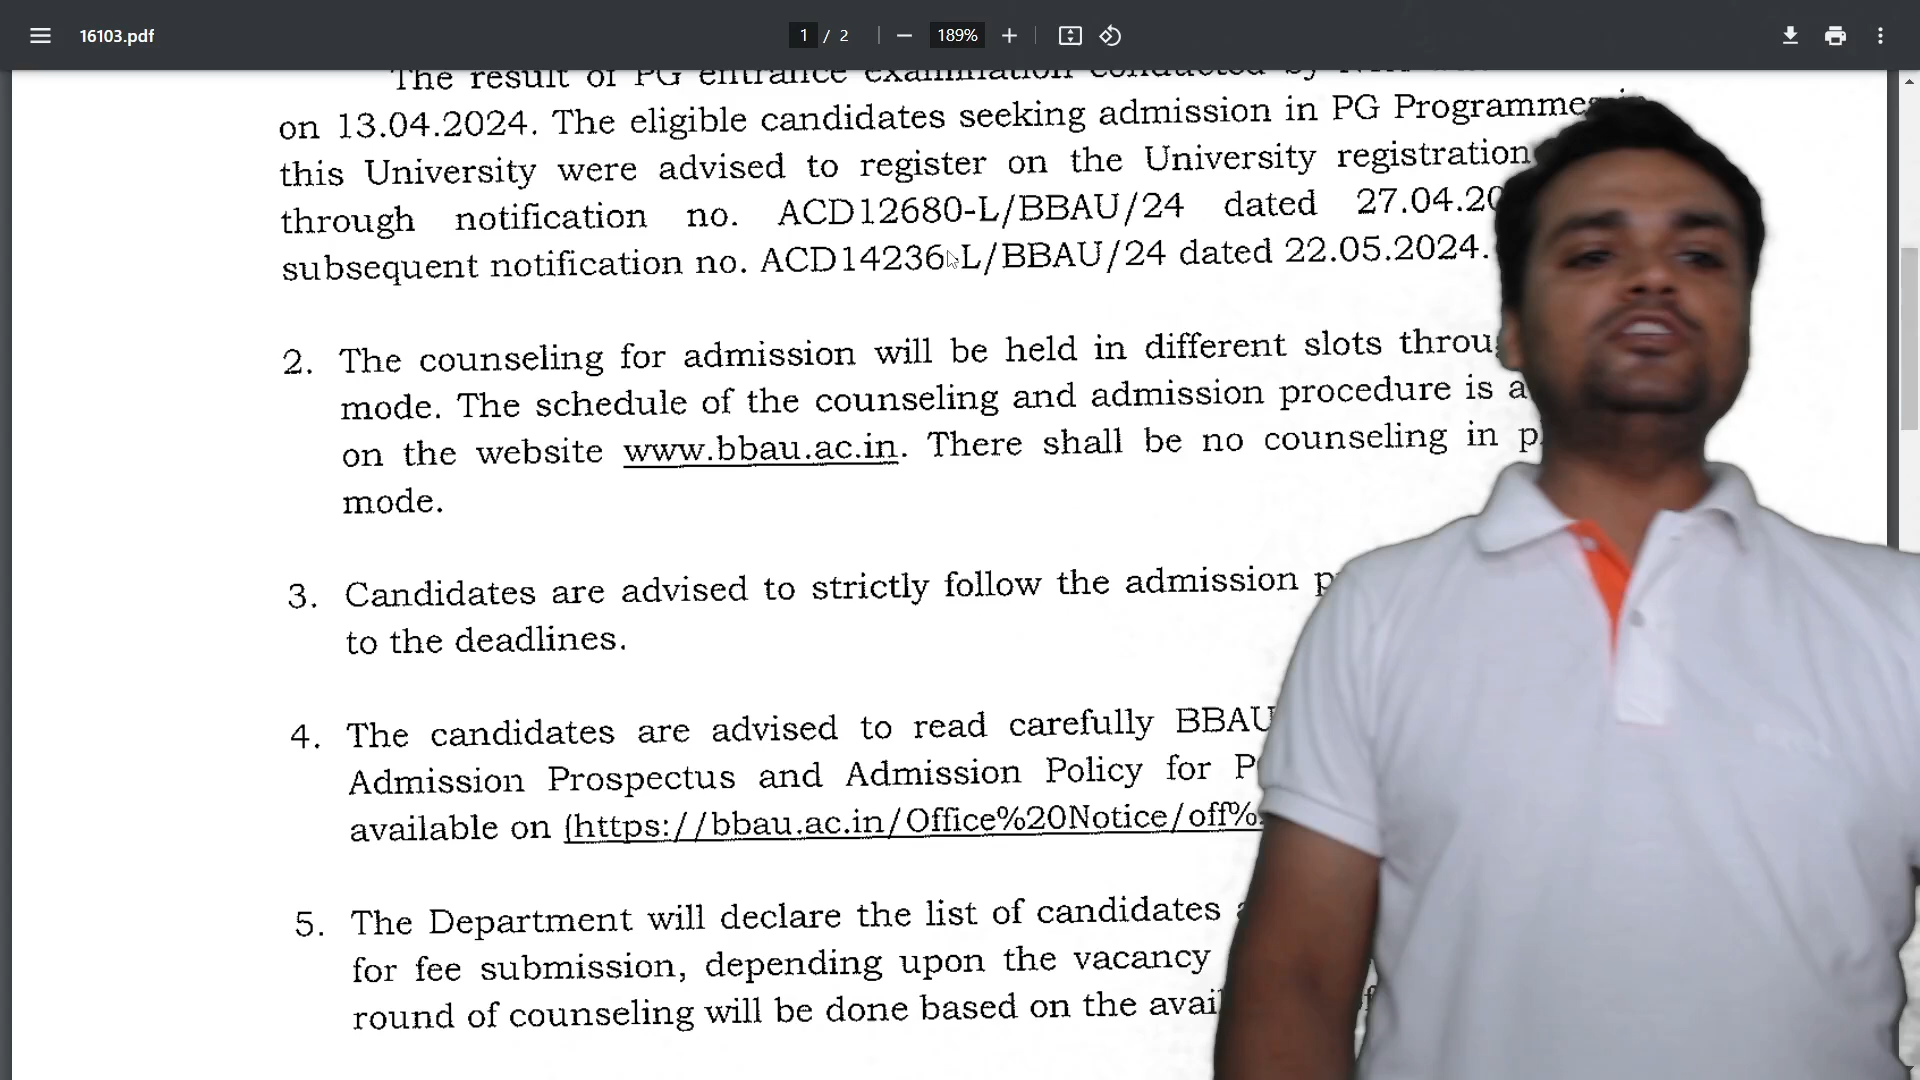 16103.pdf
1 / 2
189%
The result of PG entrance examination conducted by
on 13.04.2024. The eligible candidates seeking admission in PG Programmes in
this University were advised to register on the University registration
through notification no. ACD12680-L/BBAU/24 dated 27.04.20
subsequent notification no. ACD14236-L/BBAU/24 dated 22.05.2024.
2. The counseling for admission will be held in different slots throu
mode. The schedule of the counseling and admission procedure is a
on the website www.bbau.ac.in. There shall be no counseling in p
mode.
3. Candidates are advised to strictly follow the admission p
to the deadlines.
4. The candidates are advised to read carefully BBAU
Admission Prospectus and Admission Policy for P
available on (https://bbau.ac.in/Office%20Notice/off%
5. The Department will declare the list of candidates
for fee submission, depending upon the vacancy
round of counseling will be done based on the avai